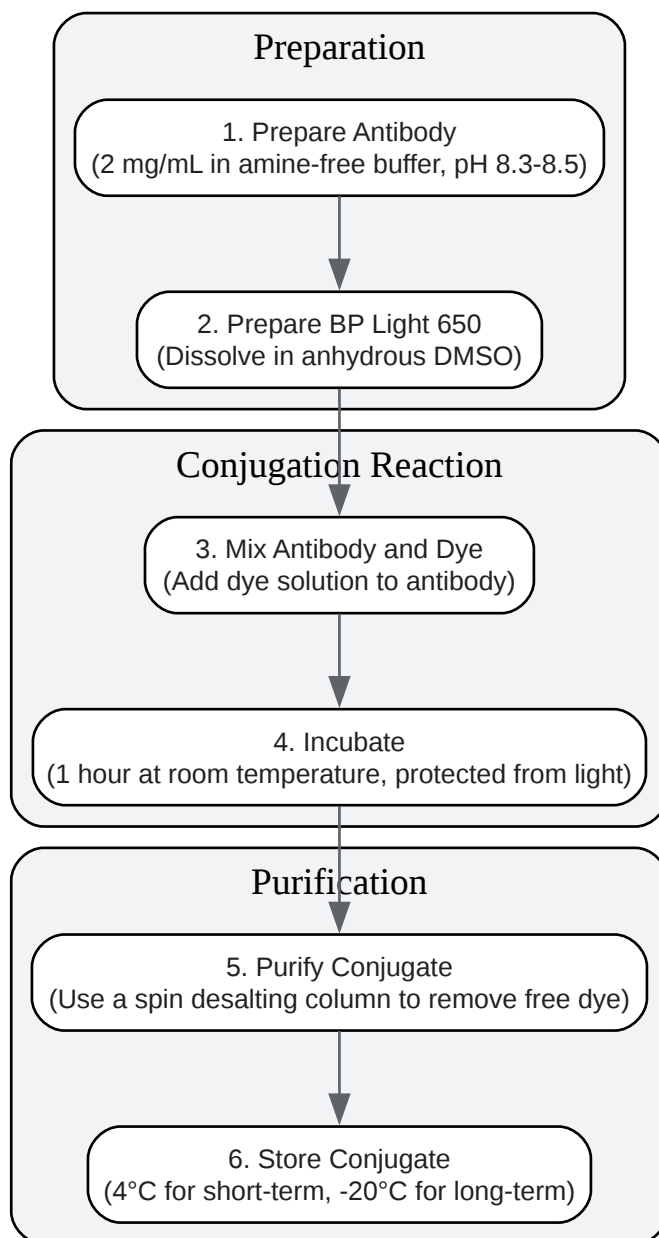 Preparation
1. Prepare Antibody
(2 mg/mL in amine-free buffer, pH 8.3-8.5)
2. Prepare BP Light 650
(Dissolve in anhydrous DMSO)
Conjugation Reaction
3. Mix Antibody and Dye
(Add dye solution to antibody)
4. Incubate
(1 hour at room temperature, protected from light)
Purification
5. Purify Conjugate
(Use a spin desalting column to remove free dye)
6. Store Conjugate
(4°C for short-term, -20°C for long-term)